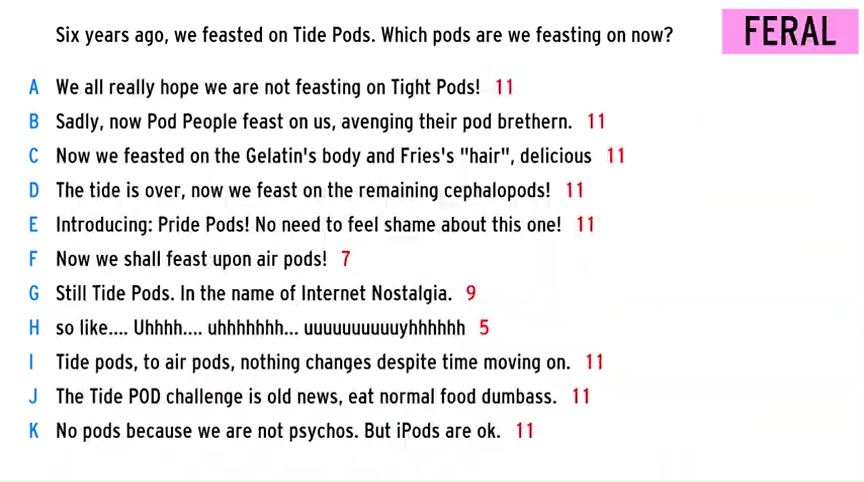 Six years ago, we feasted on Tide Pods. Which pods are we feasting on now?
FERAL
A We all really hope we are not feasting on Tight Pods! 11
B Sadly, now Pod People feast on us, avenging their pod brethern. 11
C Now we feasted on the Gelatin's body and Fries's "hair", delicious 11
D The tide is over, now we feast on the remaining cephalopods! 11
E Introducing: Pride Pods! No need to feel shame about this one! 11
F Now we shall feast upon air pods! 7
G Still Tide Pods. In the name of Internet Nostalgia. 9
H so like.... Uhhhh.... uhhhhhhh... uuuuuuuuuuyhhhhhh 5
I Tide pods, to air pods, nothing changes despite time moving on. 11
J The Tide POD challenge is old news, eat normal food dumbass. 11
K No pods because we are not psychos. But iPods are ok. 11